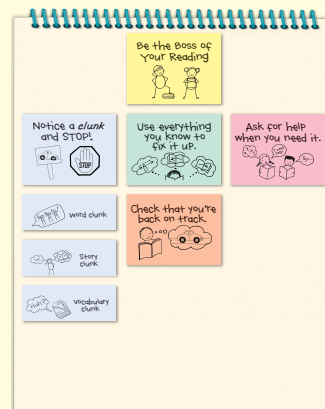 Be the Boss of
Your Reading
Notice a clunk
and STOP!
STOP
Use everything
you know to
fix it up.
Ask for help
when you need it.
Word clunk
Story
clunk
Vocabulary
clunk
Check that you're
back on track.